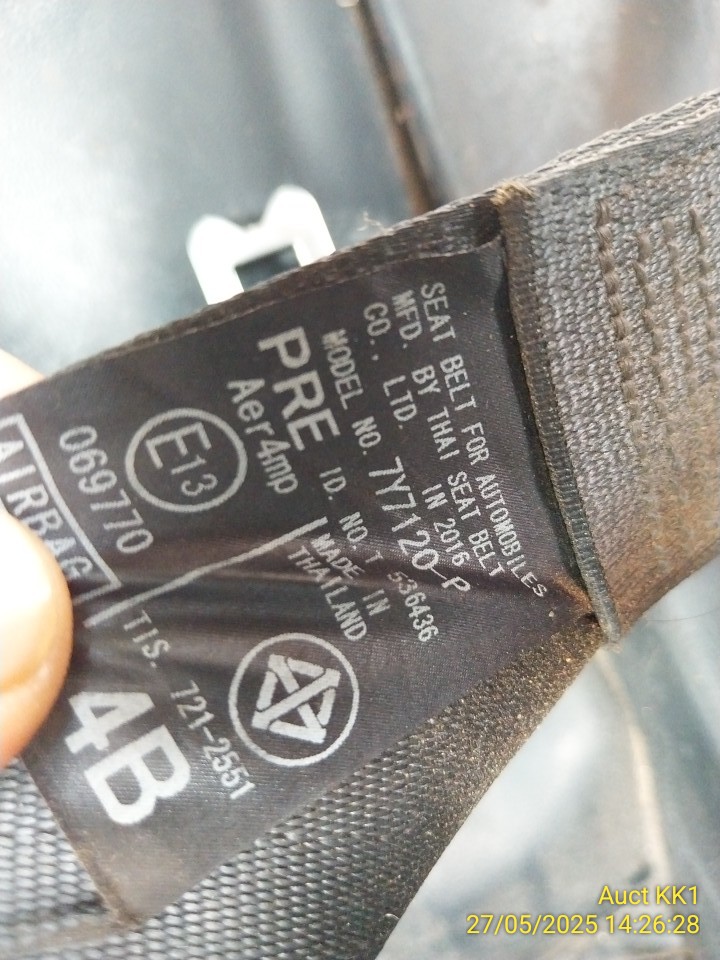 SEAT BELT FOR AUTOMOBILES
MFD. BY THAI SEAT BELT
CO., LTD. IN 2016
MODEL NO. 7Y7120-P
PRE ID. NO. T 536436
Aer4mp
MADE IN
THAILAND
E13
069770
AIRBAG
TIS. 721-2551
4B
Auct KK1
27/05/2025 14:26:28